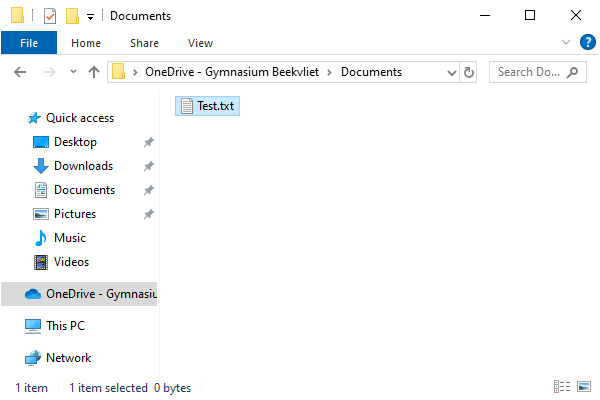 Documents
File Home Share View
OneDrive - Gymnasium Beekvliet Documents Search Do...
Test.txt
Quick access
Desktop
Downloads
Documents
Pictures
Music
Videos
OneDrive - Gymnasiu
This PC
Network
1 item 1 item selected 0 bytes